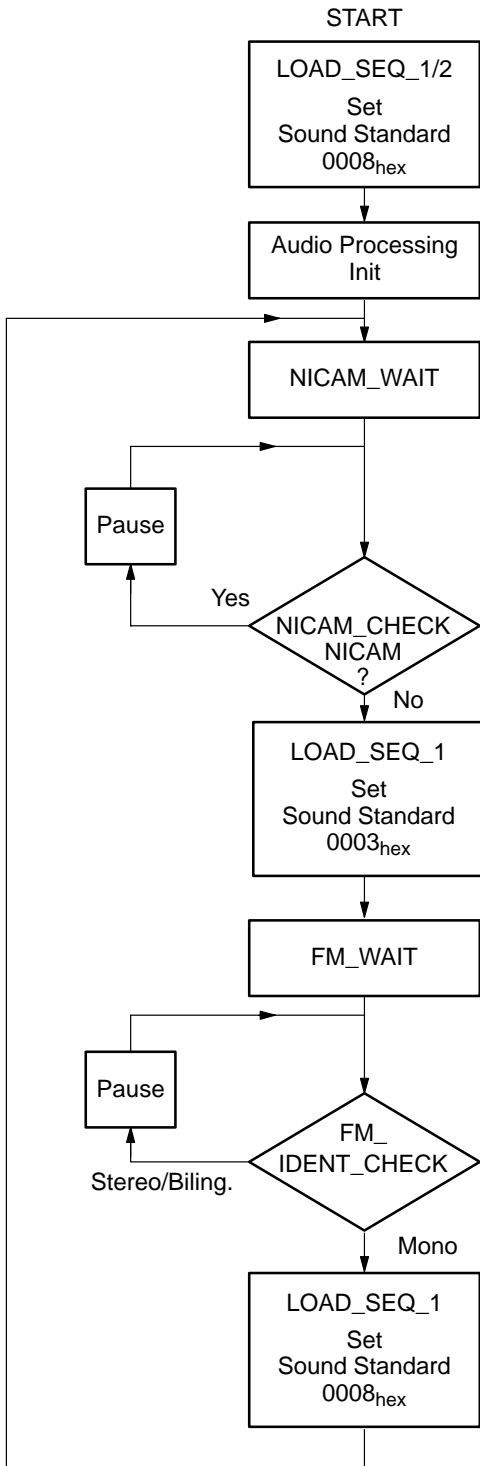 START
LOAD_SEQ_1/2
Set
Sound Standard
0008hex
Audio Processing
Init
NICAM_WAIT
Pause
Yes
NICAM_CHECK
NICAM
?
No
LOAD_SEQ_1
Set
Sound Standard
0003hex
FM_WAIT
Pause
FM_
IDENT_CHECK
Stereo/Biling.
Mono
LOAD_SEQ_1
Set
Sound Standard
0008hex